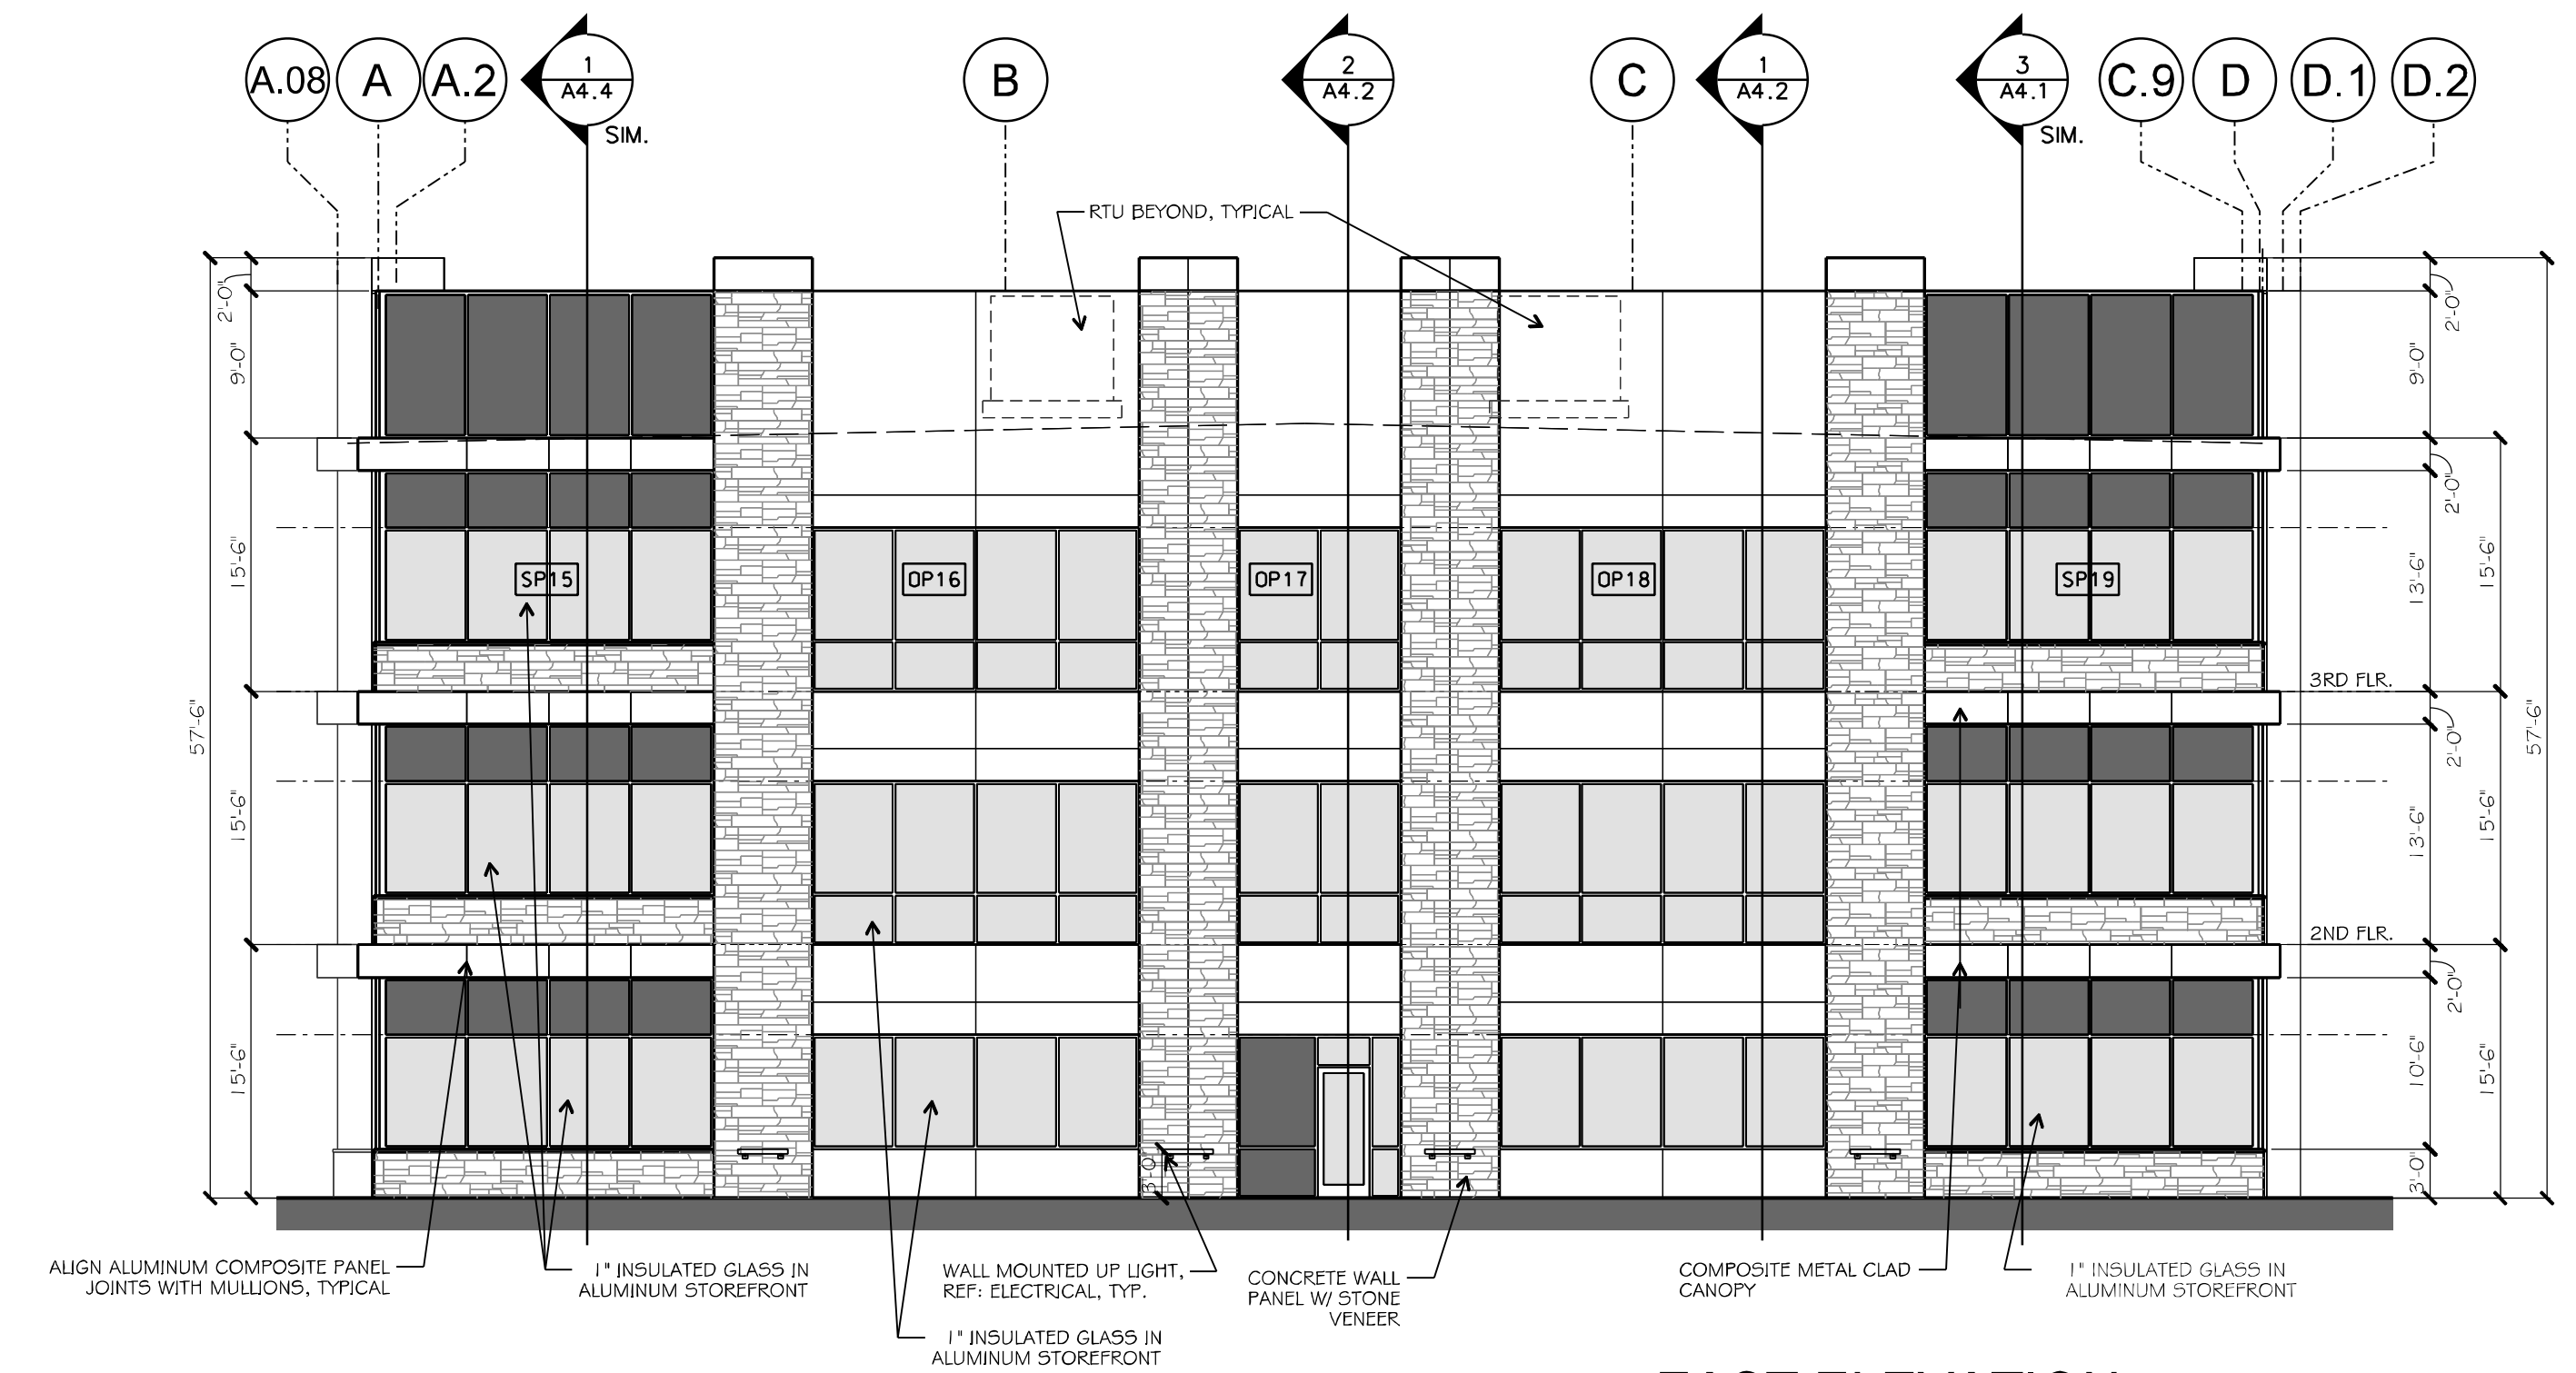 A.08
A
A.2
1
A4.4
SIM.
B
2
A4.2
C
1
A4.2
3
A4.1
SIM.
C.9
D
D.1
D.2
RTU BEYOND, TYPICAL
2'-0"
9'-0"
15'-6"
15'-6"
15'-6"
57'-6"
SP15
OP16
OP17
OP18
SP19
3RD FLR.
2ND FLR.
2'-0"
9'-0"
2'-0"
13'-6"
15'-6"
2'-0"
13'-6"
15'-6"
2'-0"
10'-6"
15'-6"
3'-0"
57'-6"
3'-0"
ALIGN ALUMINUM COMPOSITE PANEL
JOINTS WITH MULLIONS, TYPICAL
1" INSULATED GLASS IN
ALUMINUM STOREFRONT
WALL MOUNTED UP LIGHT,
REF: ELECTRICAL, TYP.
1" INSULATED GLASS IN
ALUMINUM STOREFRONT
CONCRETE WALL
PANEL W/ STONE
VENEER
COMPOSITE METAL CLAD
CANOPY
1" INSULATED GLASS IN
ALUMINUM STOREFRONT